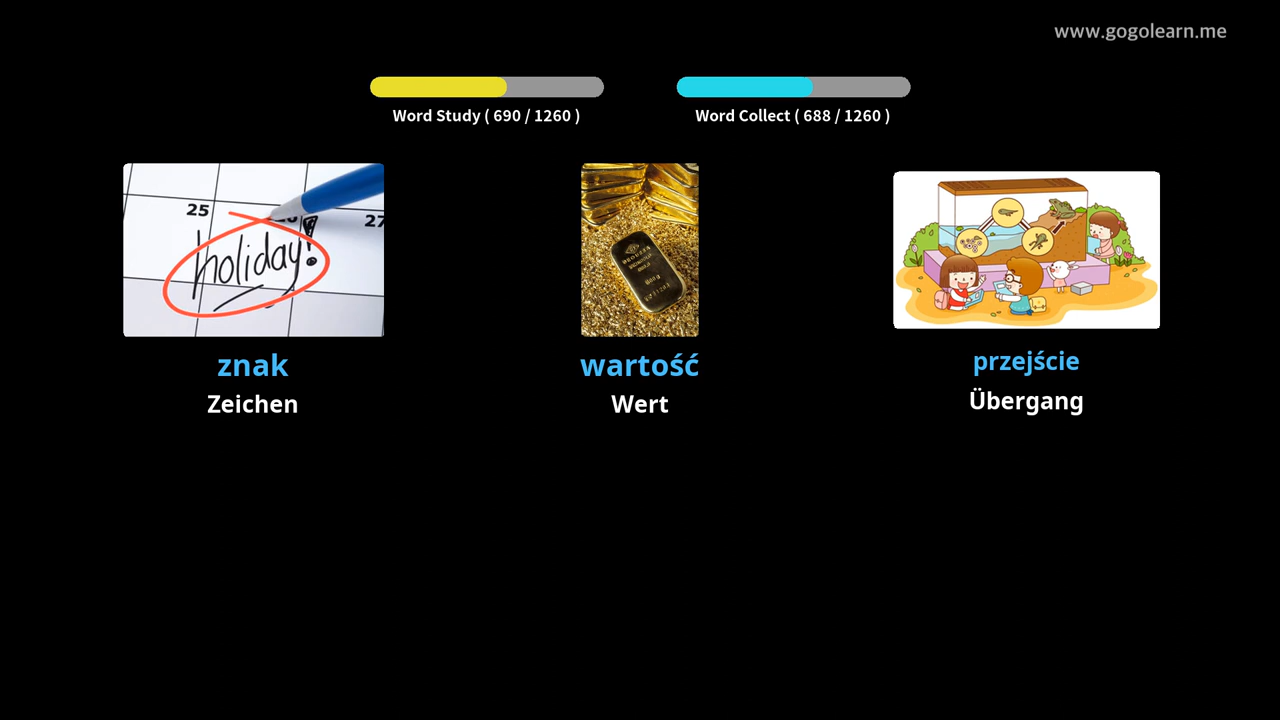 www.gogolearn.me
Word Study ( 690 / 1260 )
Word Collect ( 688 / 1260 )
25
27
holiday!
znak
Zeichen
wartość
Wert
przejście
Übergang